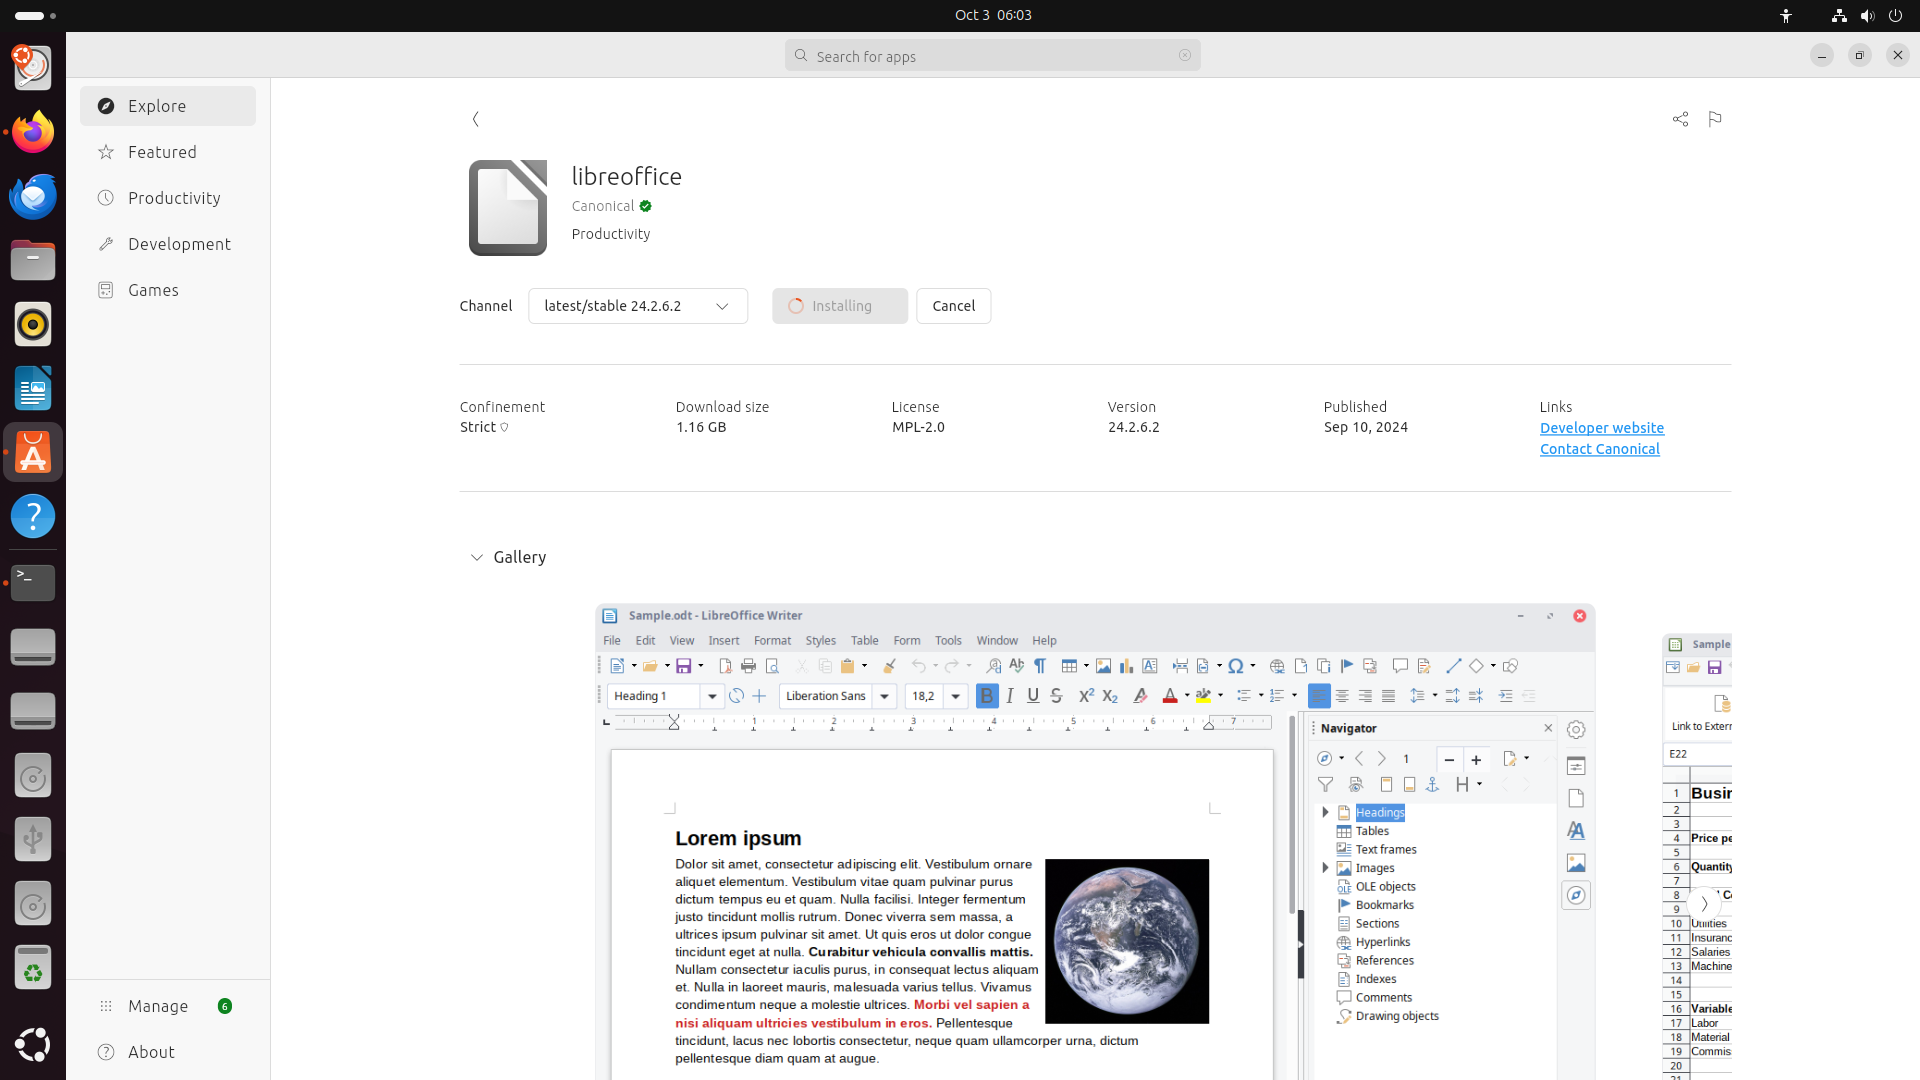 Oct 3 06:03
Search for apps
Explore
Featured
Productivity
Development
Games
Manage
6
About
libreoffice
Canonical
Productivity
Channel
latest/stable 24.2.6.2
Installing
Cancel
Confinement
Strict
Download size
1.16 GB
License
MPL-2.0
Version
24.2.6.2
Published
Sep 10, 2024
Links
Developer website
Contact Canonical
Gallery
Sample.odt - LibreOffice Writer
File Edit View Insert Format Styles Table Form Tools Window Help
Heading 1
Liberation Sans
18,2
1 2 3 4 5 6 7
Lorem ipsum
Dolor sit amet, consectetur adipiscing elit. Vestibulum ornare
aliquet elementum. Vestibulum vitae quam pulvinar purus
dictum tempus eu et quam. Nulla facilisi. Integer fermentum
justo tincidunt mollis rutrum. Donec viverra sem massa, a
ultrices ipsum pulvinar sit amet. Ut quis eros ut dolor congue
tincidunt eget at nulla. Curabitur vehicula convallis mattis.
Nullam consectetur iaculis purus, in consequat lectus aliquam
et. Nulla in laoreet mauris, malesuada varius tellus. Vivamus
condimentum neque a molestie ultrices. Morbi vel sapien a
nisi aliquam ultricies vestibulum in eros. Pellentesque
tincidunt, lacus nec lobortis consectetur, neque quam ullamcorper urna, dictum
pellentesque diam quam at augue.
Navigator
1
Headings
Tables
Text frames
Images
OLE objects
Bookmarks
Sections
Hyperlinks
References
Indexes
Comments
Drawing objects
Sample
Link to Extern
E22
1 Busin
2
3
4 Price pe
5
6 Quantity
7
8
9
10 Utilities
11 Insuranc
12 Salaries
13 Machine
14
15
16 Variable
17 Labor
18 Material
19 Commis
20
21